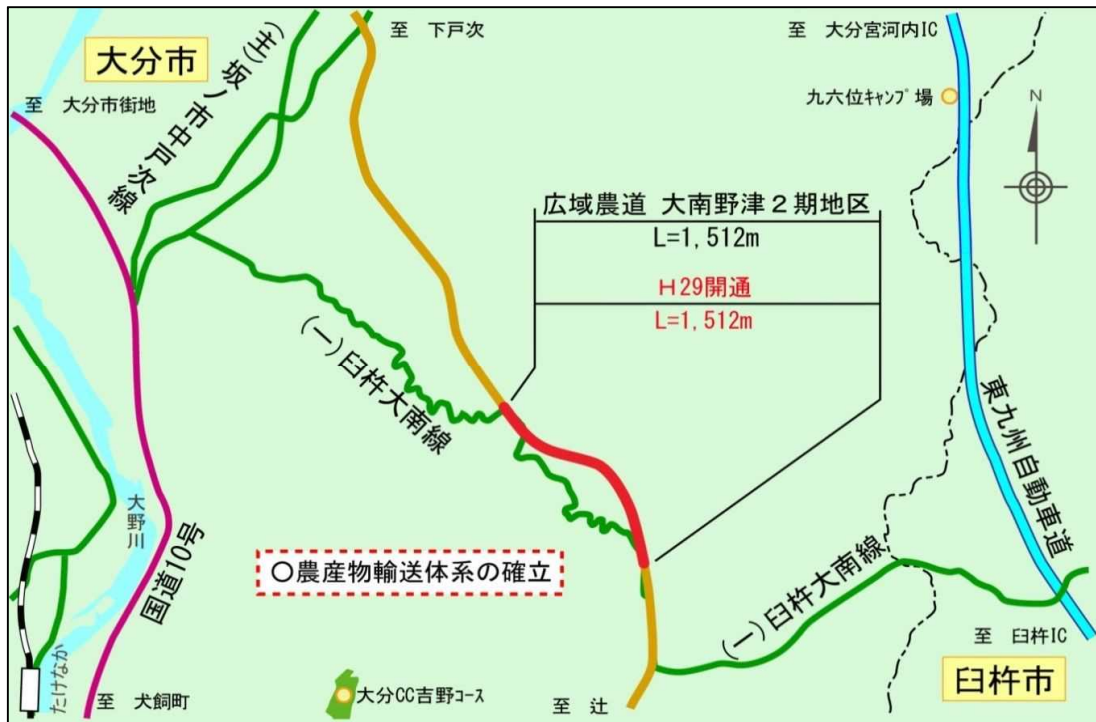 至 下戸次
至 大分宮河内IC
大分市
(主)坂ノ市中戸次線
至 大分市街地
九六位ｷｬﾝﾌﾟ場
N
広域農道 大南野津２期地区
L=1,512m
Ｈ29開通
L=1,512m
(一)臼杵大南線
東九州自動車道
大野川
国道10号
〇農産物輸送体系の確立
(一)臼杵大南線
至 臼杵IC
臼杵市
たけなか
至 犬飼町
大分CC吉野ｺｰｽ
至 辻